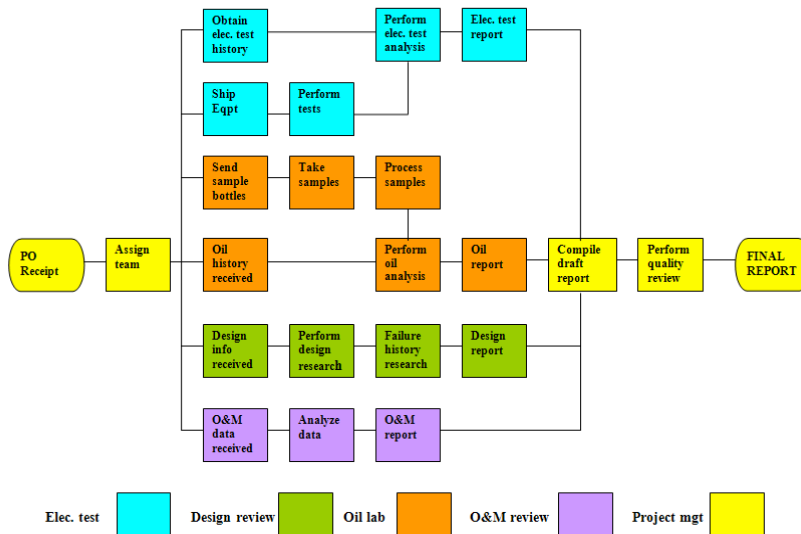 Obtain
elec. test
history
Perform
elec. test
analysis
Elec. test
report
Ship
Eqpt
Perform
tests
Send
sample
bottles
Take
samples
Process
samples
PO
Receipt
Assign
team
Oil
history
received
Perform
oil analysis
Oil
report
Compile
draft
report
Perform
quality
review
FINAL
REPORT
Design
info
received
Perform
design
research
Failure
history
research
Design
report
O&M
data
received
Analyze
data
O&M
report
Elec. test
Design review
Oil lab
O&M review
Project mgt